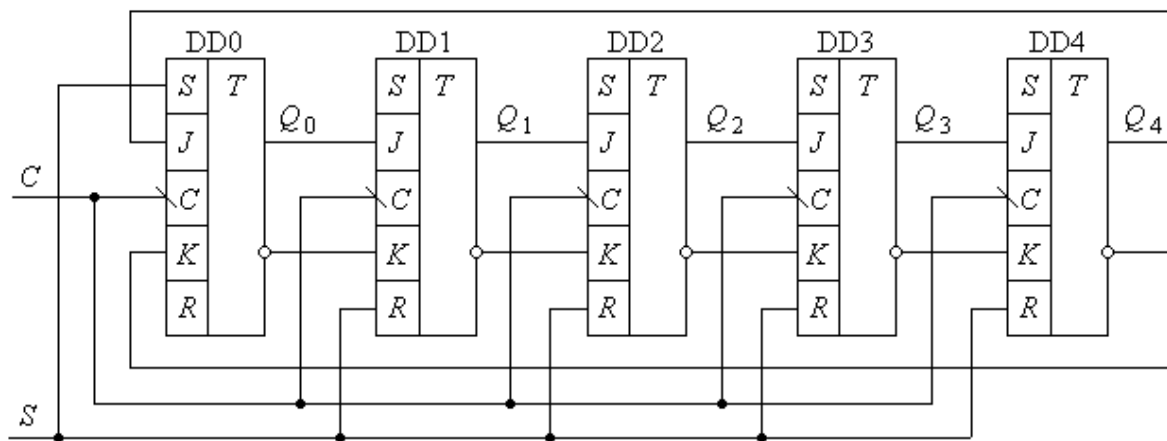 DD0 DD1 DD2 DD3 DD4
S T S T S T S T S T
Q0 Q1 Q2 Q3 Q4
J J J J J
C C C C C C
K K K K K
R R R R R
S